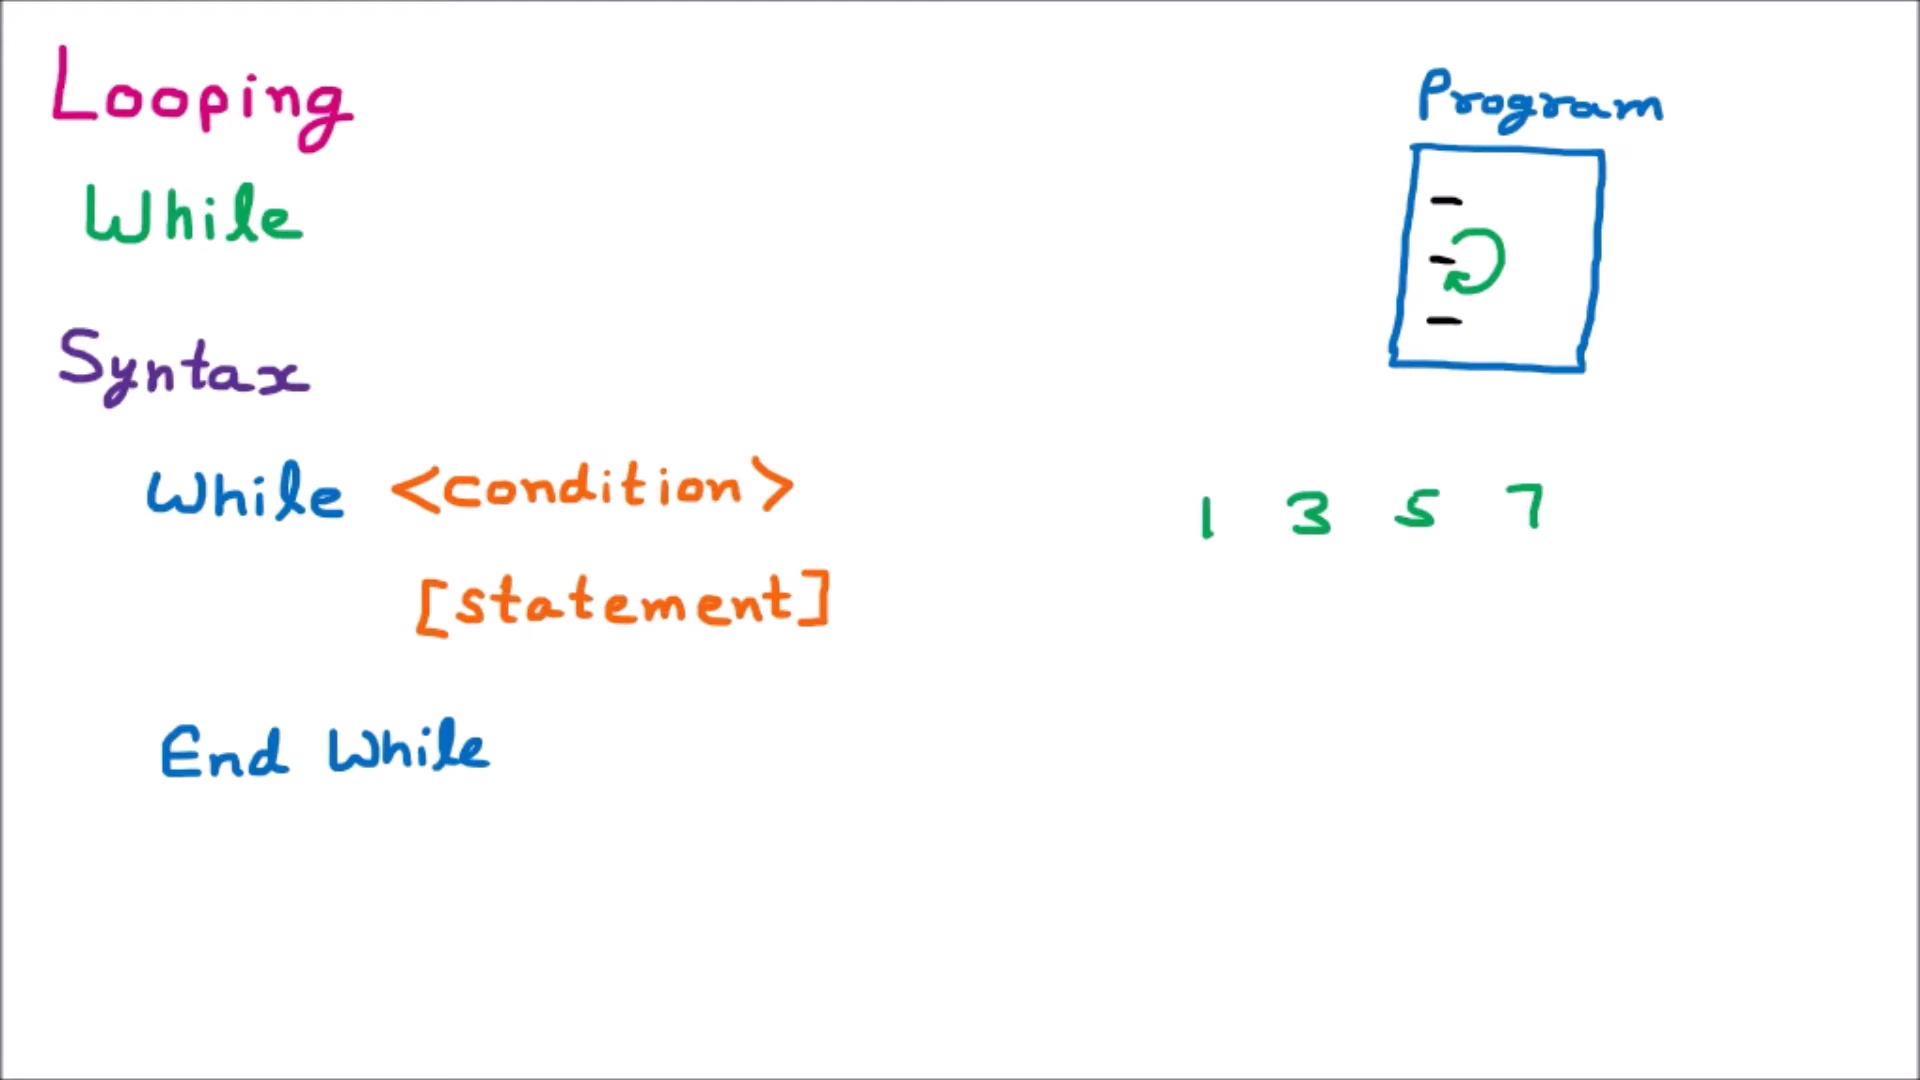 Looping
While
Syntax
While <condition>
[statement]
End While
Program
1 3 5 7